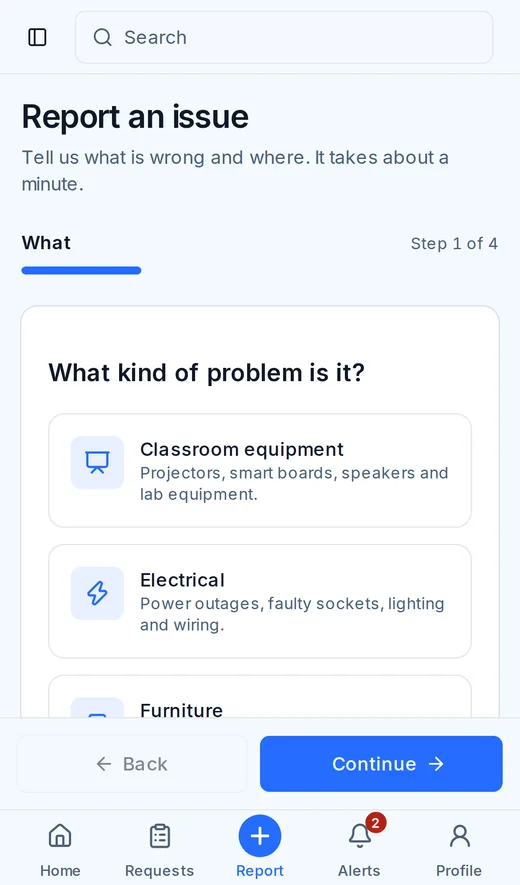 Search
Report an issue
Tell us what is wrong and where. It takes about a
minute.
What
Step 1 of 4
What kind of problem is it?
Classroom equipment
Projectors, smart boards, speakers and
lab equipment.
Electrical
Power outages, faulty sockets, lighting
and wiring.
Furniture
Back
Continue
2
Home
Requests
Report
Alerts
Profile